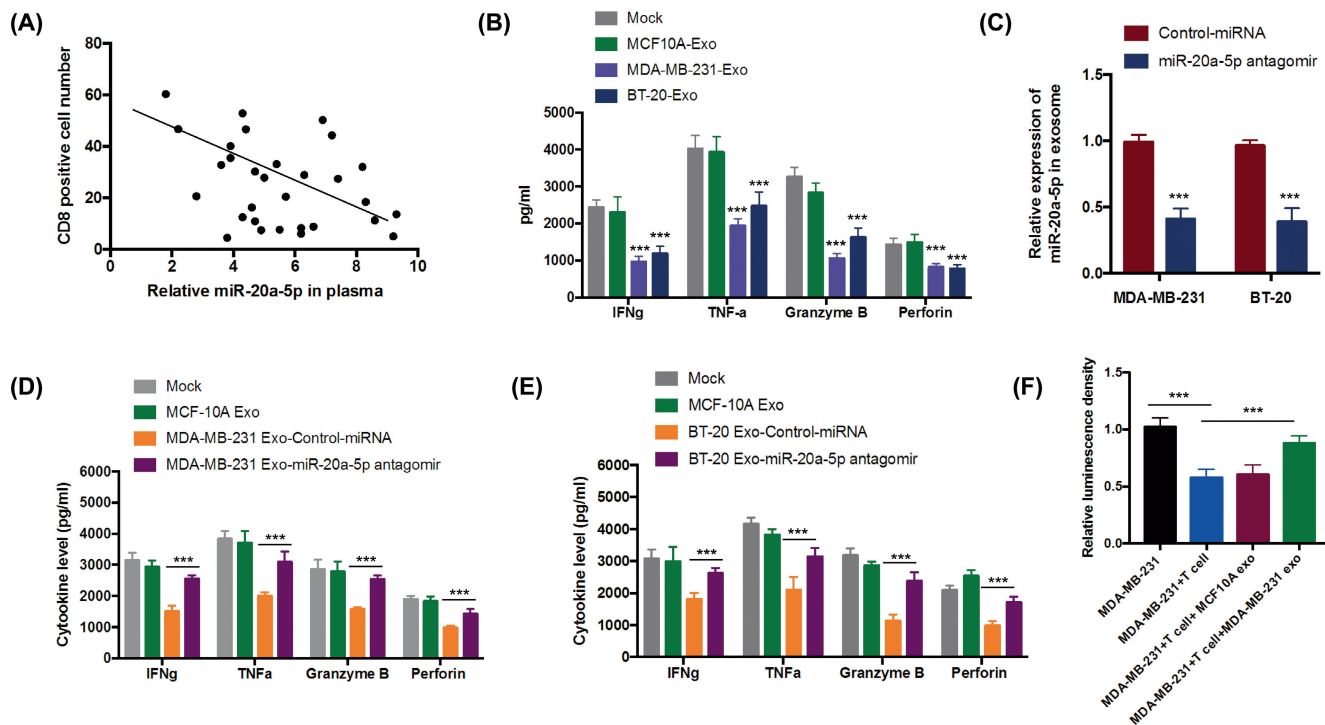 (A)
CD8 positive cell number
80
60
40
20
0
0 2 4 6 8 10
Relative miR-20a-5p in plasma
(B)
Mock
MCF10A-Exo
MDA-MB-231-Exo
BT-20-Exo
pg/ml
5000
4000
3000
2000
1000
0
*** *** *** *** *** *** *** ***
IFNg TNF-a Granzyme B Perforin
(C)
Control-miRNA
miR-20a-5p antagomir
Relative expression of
miR-20a-5p in exosome
1.5
1.0
0.5
0.0
*** ***
MDA-MB-231 BT-20
(D)
Mock
MCF-10A Exo
MDA-MB-231 Exo-Control-miRNA
MDA-MB-231 Exo-miR-20a-5p antagomir
Cytookine level (pg/ml)
6000
5000
4000
3000
2000
1000
0
*** *** *** ***
IFNg TNFa Granzyme B Perforin
(E)
Mock
MCF-10A Exo
BT-20 Exo-Control-miRNA
BT-20 Exo-miR-20a-5p antagomir
Cytookine level (pg/ml)
6000
5000
4000
3000
2000
1000
0
*** *** *** ***
IFNg TNFa Granzyme B Perforin
(F)
Relative luminescence density
1.5
1.0
0.5
0.0
*** ***
MDA-MB-231
MDA-MB-231+T cell
MDA-MB-231+T cell+ MCF10A exo
MDA-MB-231+T cell+MDA-MB-231 exo